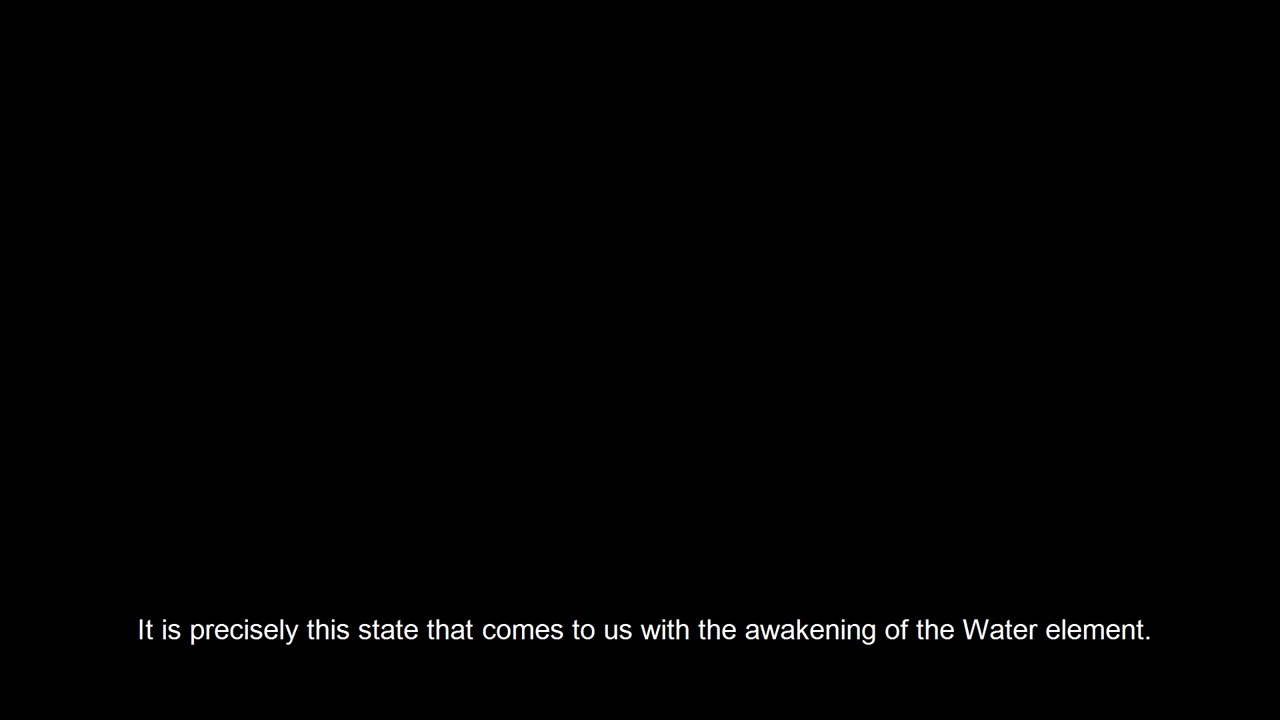 It is precisely this state that comes to us with the awakening of the Water element.